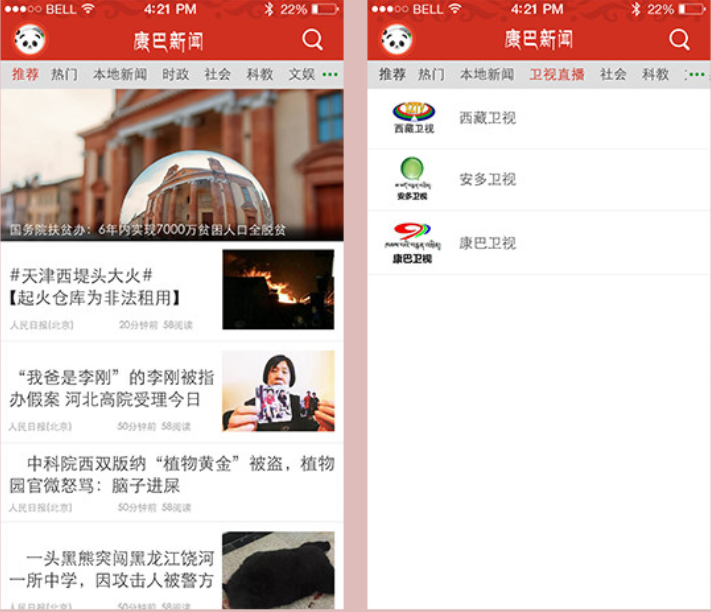 BELL 4:21 PM 22%
康巴新闻
推荐 热门 本地新闻 时政 社会 科教 文娱
国务院扶贫办：6年内实现7000万贫困人口全脱贫
#天津西堤头大火#
【起火仓库为非法租用】
人民日报(北京) 20分钟前 58阅读
“我爸是李刚”的李刚被指
办假案 河北高院受理今日
人民日报(北京) 50分钟前 58阅读
中科院西双版纳“植物黄金”被盗，植物
园官微怒骂：脑子进屎
人民日报(北京) 50分钟前 58阅读
一头黑熊突闯黑龙江饶河
一所中学，因攻击人被警方
人民日报(北京) 50分钟前 58阅读
BELL 4:21 PM 22%
康巴新闻
推荐 热门 本地新闻 卫视直播 社会 科教
西藏卫视
西藏卫视
安多卫视
安多卫视
康巴卫视
康巴卫视